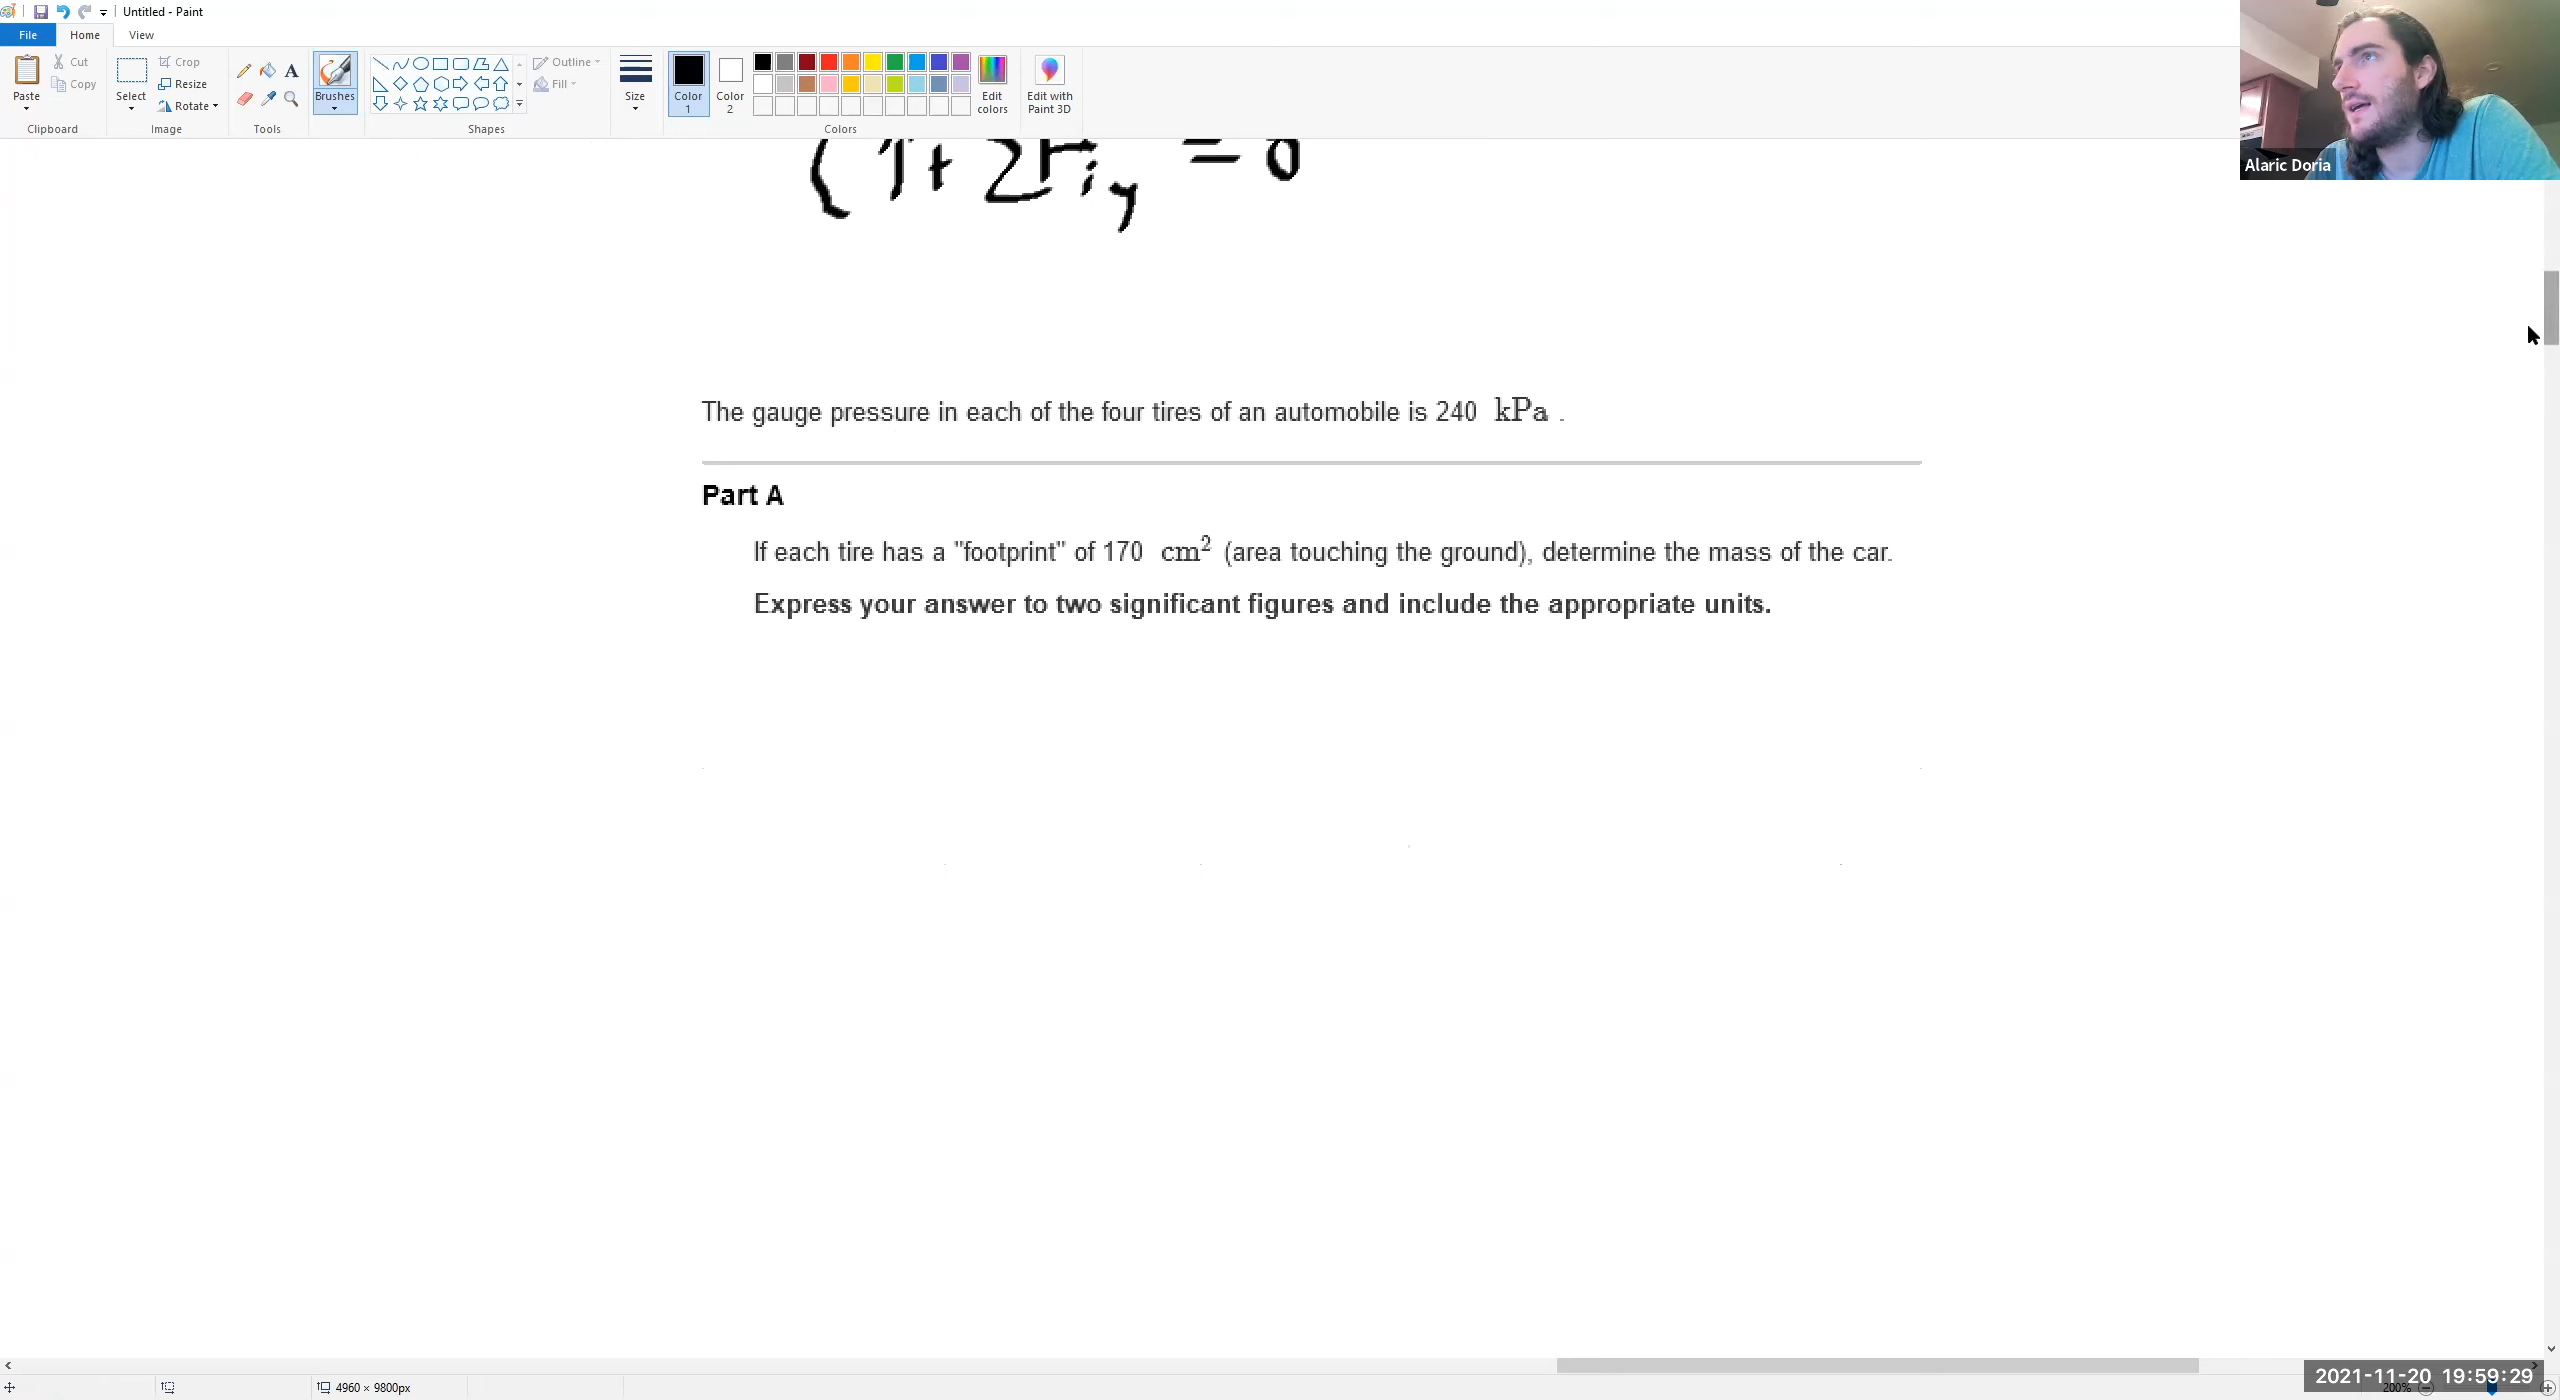 Untitled - Paint
File Home View
Paste Cut Copy Select Crop Resize Rotate Brushes Outline Fill Size Color 1 Color 2 Edit colors Edit with Paint 3D
Clipboard Image Tools Shapes Colors
Alaric Doria
The gauge pressure in each of the four tires of an automobile is 240 kPa .
Part A
If each tire has a "footprint" of 170 cm² (area touching the ground), determine the mass of the car.
Express your answer to two significant figures and include the appropriate units.
4960 × 9800px
2021-11-20 19:59:29
200%